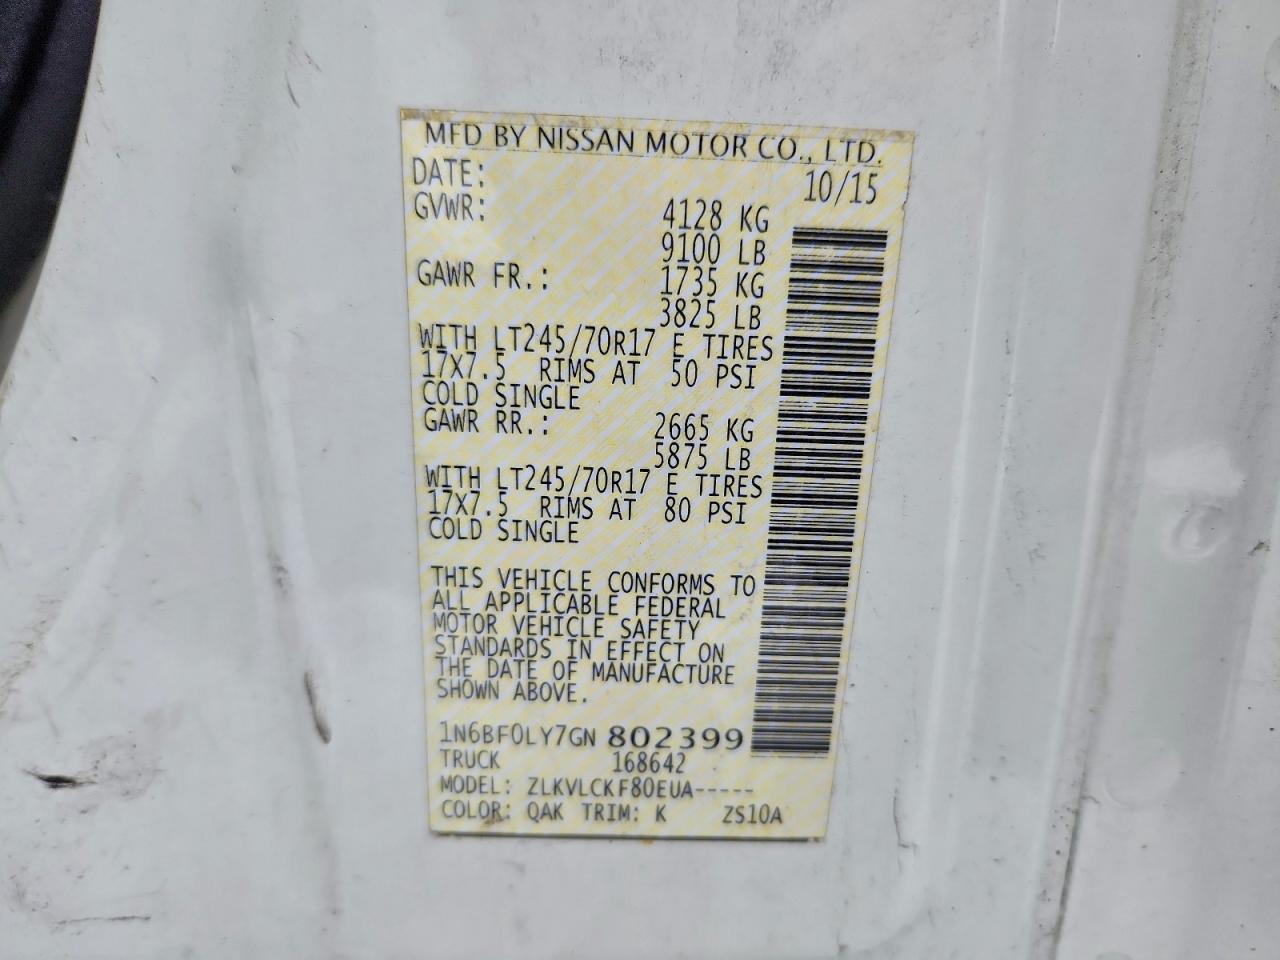 MFD BY NISSAN MOTOR CO., LTD.
DATE: 10/15
GVWR: 4128 KG
9100 LB
GAWR FR.: 1735 KG
3825 LB
WITH LT245/70R17 E TIRES
17X7.5 RIMS AT 50 PSI
COLD SINGLE
GAWR RR.: 2665 KG
5875 LB
WITH LT245/70R17 E TIRES
17X7.5 RIMS AT 80 PSI
COLD SINGLE
THIS VEHICLE CONFORMS TO
ALL APPLICABLE FEDERAL
MOTOR VEHICLE SAFETY
STANDARDS IN EFFECT ON
THE DATE OF MANUFACTURE
SHOWN ABOVE.
1N6BF0LY7GN 802399
TRUCK 168642
MODEL: ZLKVLCKF80EUA-----
COLOR: QAK TRIM: K ZS10A